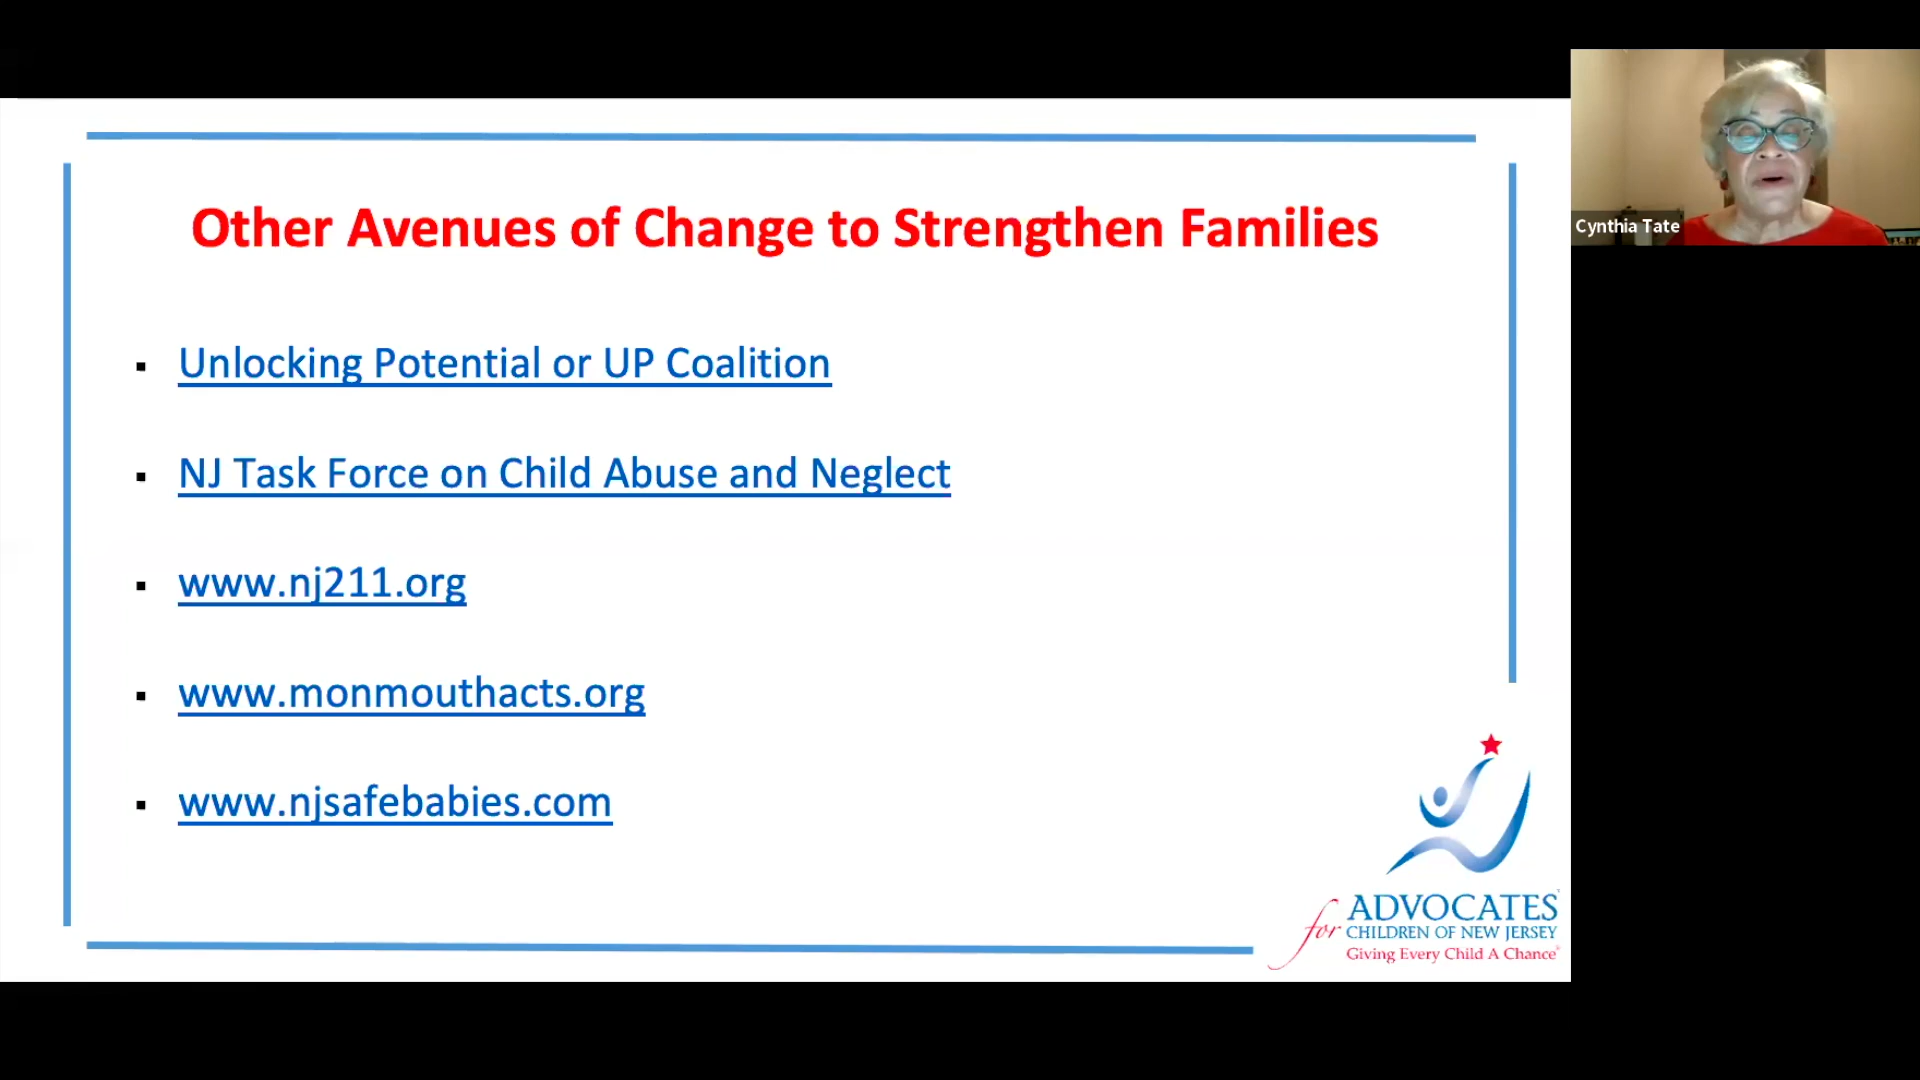 Other Avenues of Change to Strengthen Families
Cynthia Tate
Unlocking Potential or UP Coalition
NJ Task Force on Child Abuse and Neglect
www.nj211.org
www.monmouthacts.org
www.njsafebabies.com
for ADVOCATES
CHILDREN OF NEW JERSEY
Giving Every Child A Chance